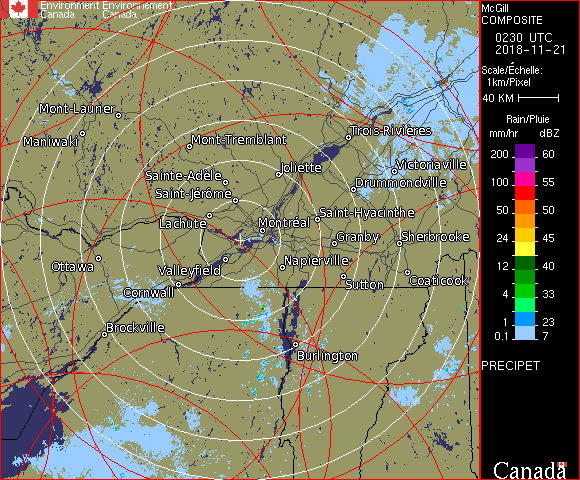 Environment Environnement
Canada Canada
McGill
COMPOSITE
0230 UTC
2018-11-21
Scale/Échelle:
1km/Pixel
40 KM
Rain/Pluie
mm/hr dBZ
200 60
100 55
50 50
24 45
12 40
4 33
1 23
0.1 7
PRECIPET
Canada
Mont-Laurier
Maniwaki
Mont-Tremblant
Trois-Rivières
Joliette
Victoriaville
Sainte-Adèle
Drummondville
Saint-Jérôme
Lachute
Montréal
Saint-Hyacinthe
Granby
Sherbrooke
Ottawa
Valleyfield
Napierville
Sutton
Coaticook
Cornwall
Brockville
Burlington